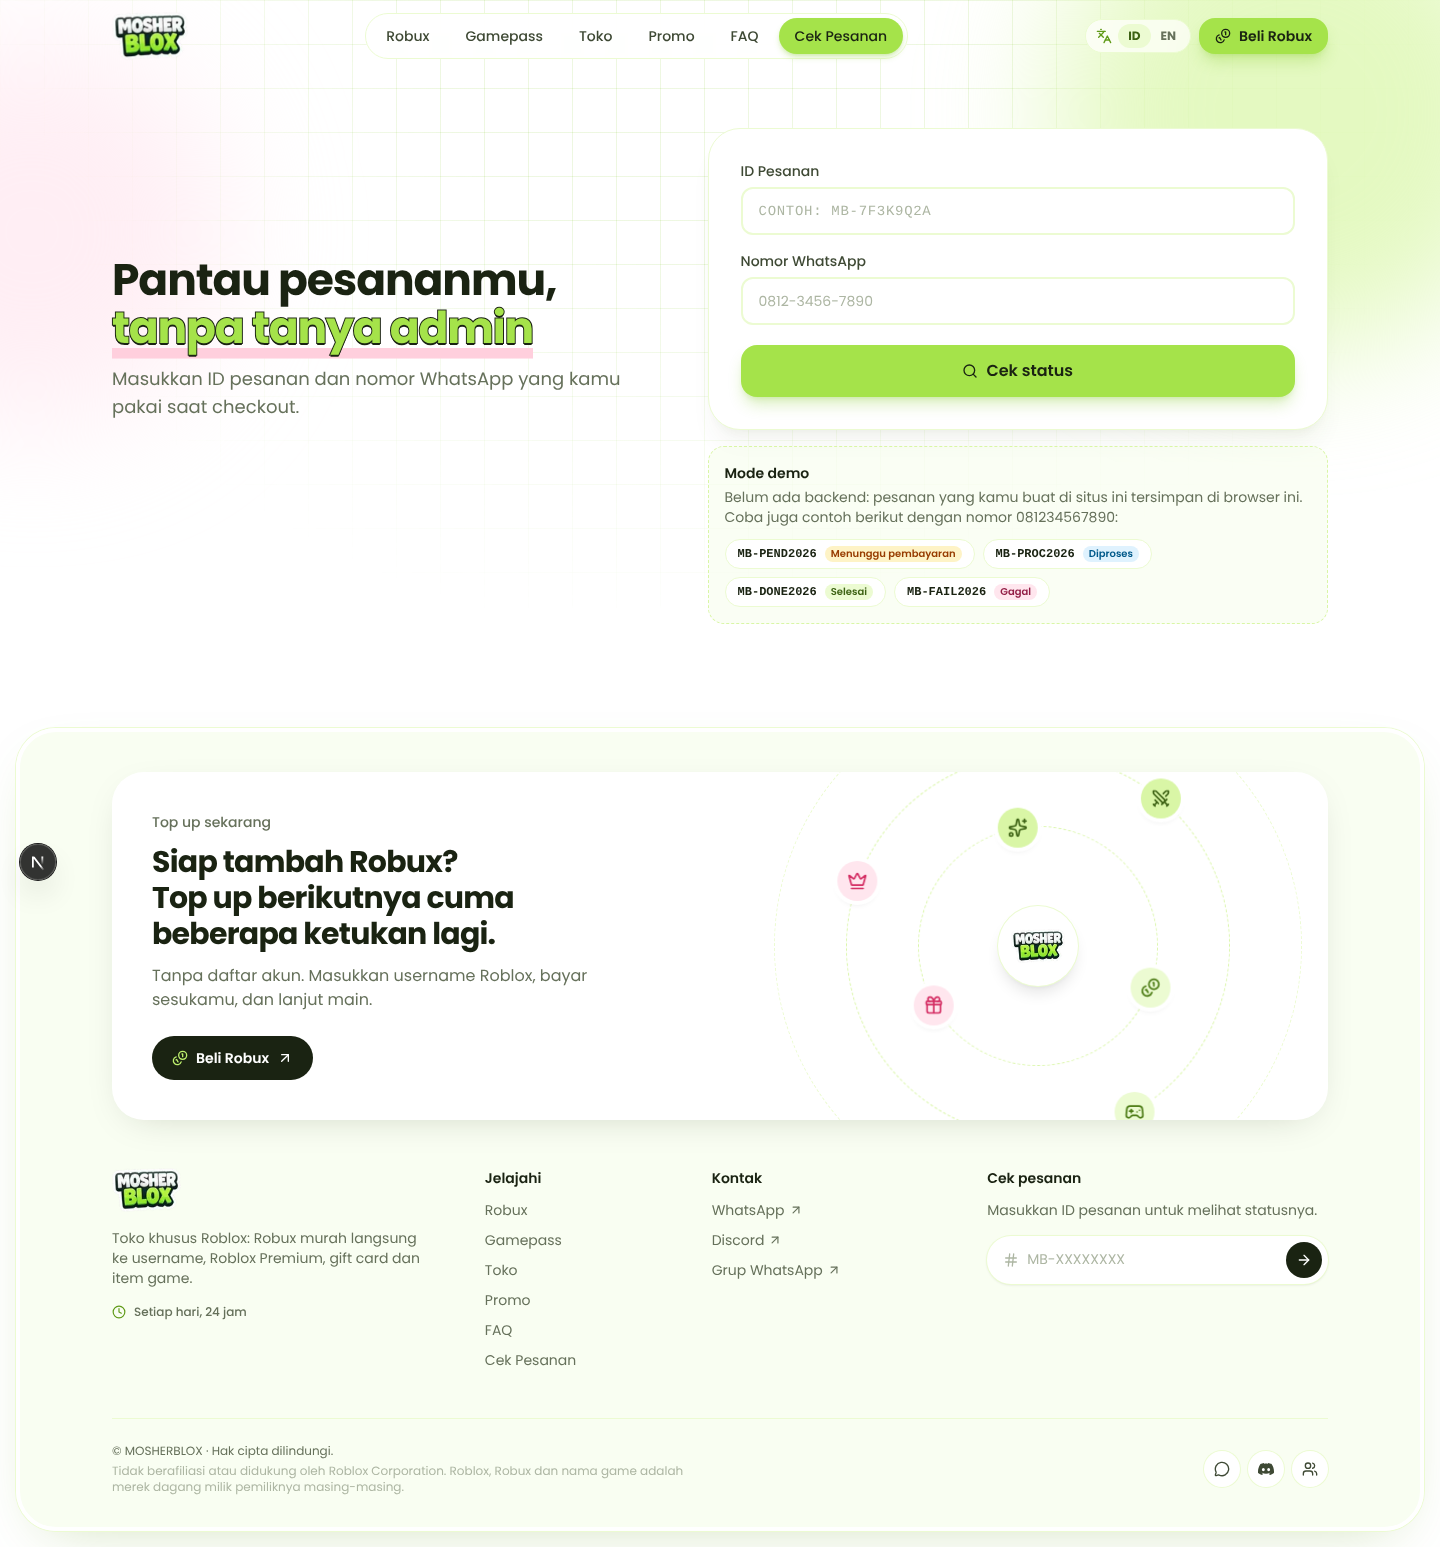 MOSHER BLOX
Robux
Gamepass
Toko
Promo
FAQ
Cek Pesanan
ID
EN
Beli Robux
Pantau pesananmu,
tanpa tanya admin
Masukkan ID pesanan dan nomor WhatsApp yang kamu
pakai saat checkout.
ID Pesanan
CONTOH: MB-7F3K9Q2A
Nomor WhatsApp
0812-3456-7890
Cek status
Mode demo
Belum ada backend: pesanan yang kamu buat di situs ini tersimpan di browser ini.
Coba juga contoh berikut dengan nomor 081234567890:
MB-PEND2026 Menunggu pembayaran
MB-PROC2026 Diproses
MB-DONE2026 Selesai
MB-FAIL2026 Gagal
N
Top up sekarang
Siap tambah Robux?
Top up berikutnya cuma
beberapa ketukan lagi.
Tanpa daftar akun. Masukkan username Roblox, bayar
sesukamu, dan lanjut main.
Beli Robux
MOSHER BLOX
MOSHER BLOX
Toko khusus Roblox: Robux murah langsung
ke username, Roblox Premium, gift card dan
item game.
Setiap hari, 24 jam
Jelajahi
Robux
Gamepass
Toko
Promo
FAQ
Cek Pesanan
Kontak
WhatsApp
Discord
Grup WhatsApp
Cek pesanan
Masukkan ID pesanan untuk melihat statusnya.
# MB-XXXXXXXX
© MOSHERBLOX · Hak cipta dilindungi.
Tidak berafiliasi atau didukung oleh Roblox Corporation. Roblox, Robux dan nama game adalah
merek dagang milik pemiliknya masing-masing.